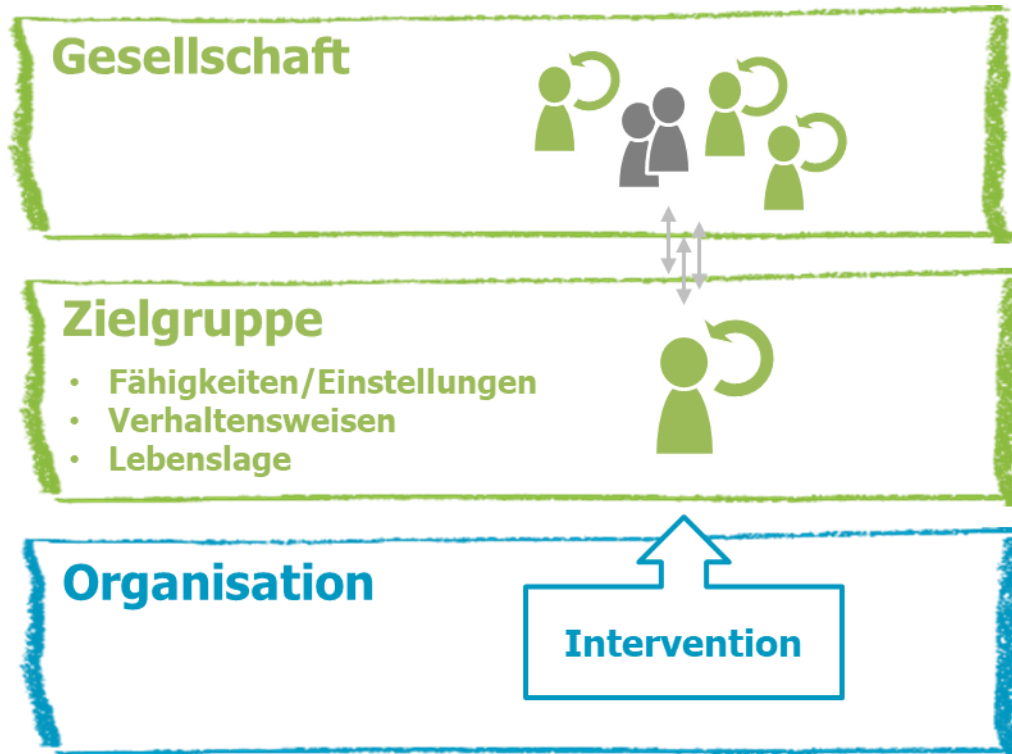 Gesellschaft
Zielgruppe
• Fähigkeiten/Einstellungen
• Verhaltensweisen
• Lebenslage
Organisation
Intervention